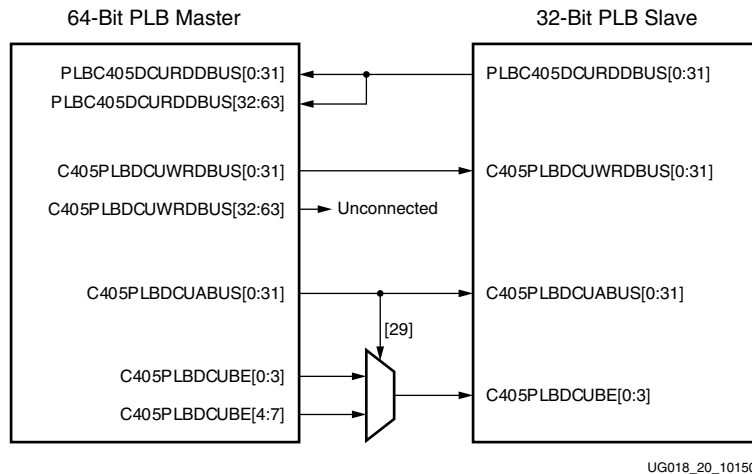 64-Bit PLB Master
32-Bit PLB Slave
PLBC405DCURDDBUS[0:31]
PLBC405DCURDDBUS[0:31]
PLBC405DCURDDBUS[32:63]
C405PLBDCUWRDBUS[0:31]
C405PLBDCUWRDBUS[0:31]
C405PLBDCUWRDBUS[32:63]
Unconnected
C405PLBDCUABUS[0:31]
C405PLBDCUABUS[0:31]
[29]
C405PLBDCUBE[0:3]
C405PLBDCUBE[0:3]
C405PLBDCUBE[4:7]
UG018_20_10150